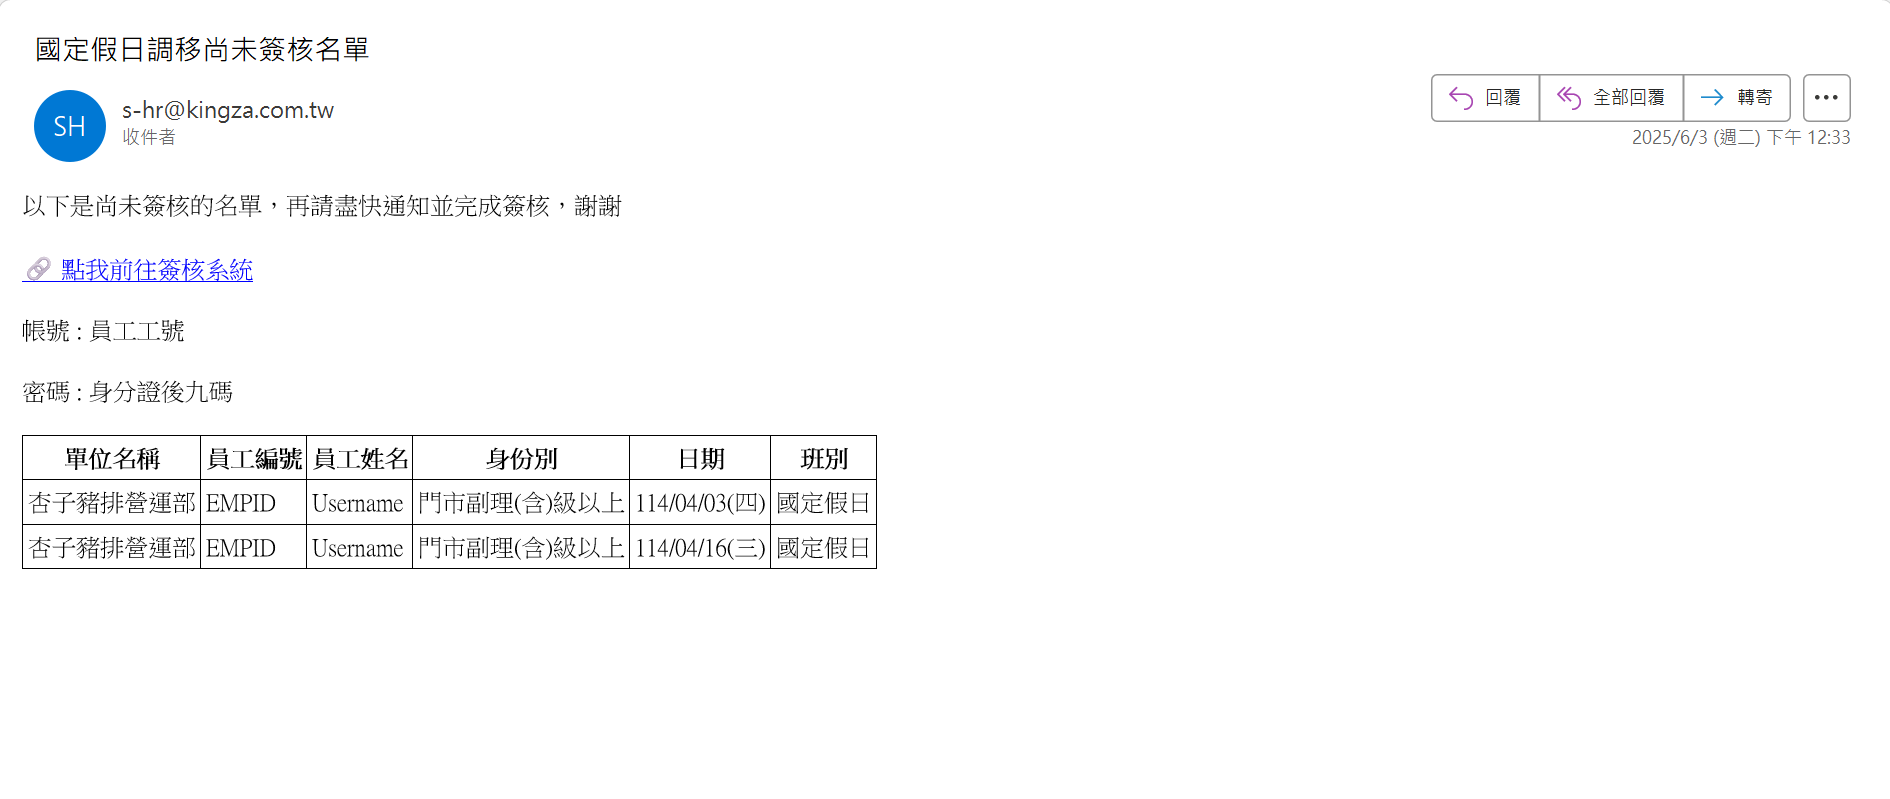 國定假日調移尚未簽核名單
SH
s-hr@kingza.com.tw
收件者
回覆 全部回覆 轉寄
2025/6/3 (週二) 下午 12:33
以下是尚未簽核的名單，再請盡快通知並完成簽核，謝謝
🔗 點我前往簽核系統
帳號 : 員工工號
密碼 : 身分證後九碼
單位名稱 員工編號 員工姓名 身份別 日期 班別
杏子豬排營運部 EMPID Username 門市副理(含)級以上 114/04/03(四) 國定假日
杏子豬排營運部 EMPID Username 門市副理(含)級以上 114/04/16(三) 國定假日